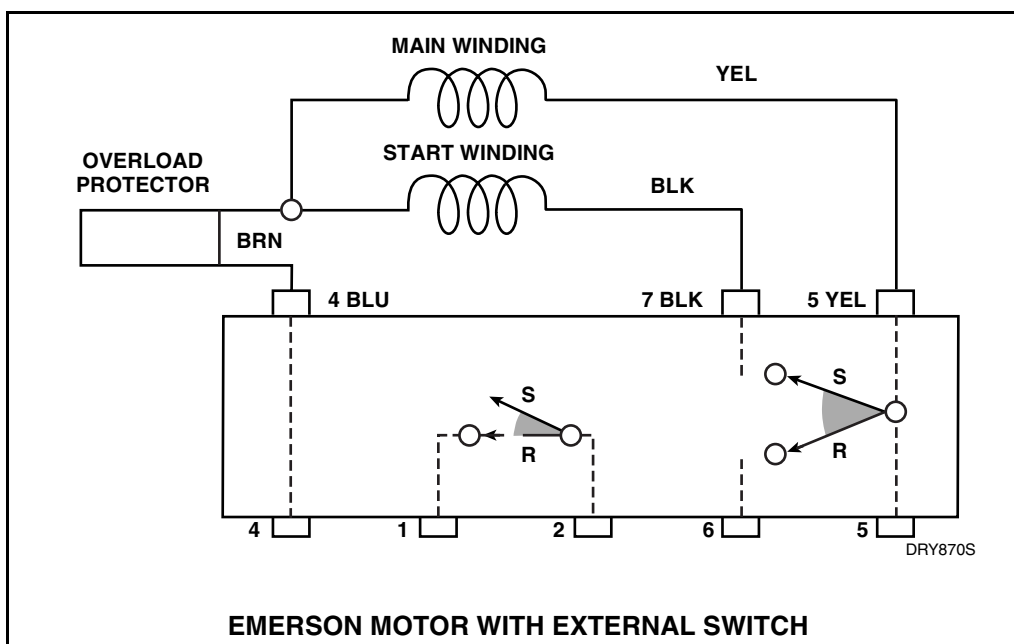 MAIN WINDING
YEL
START WINDING
OVERLOAD
PROTECTOR
BLK
BRN
4 BLU
7 BLK
5 YEL
S
S
R
R
4
1
2
6
5
DRY870S
EMERSON MOTOR WITH EXTERNAL SWITCH